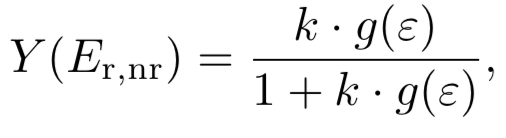 Y(E_{r,nr}) = \frac{k \cdot g(\varepsilon)}{1 + k \cdot g(\varepsilon)},